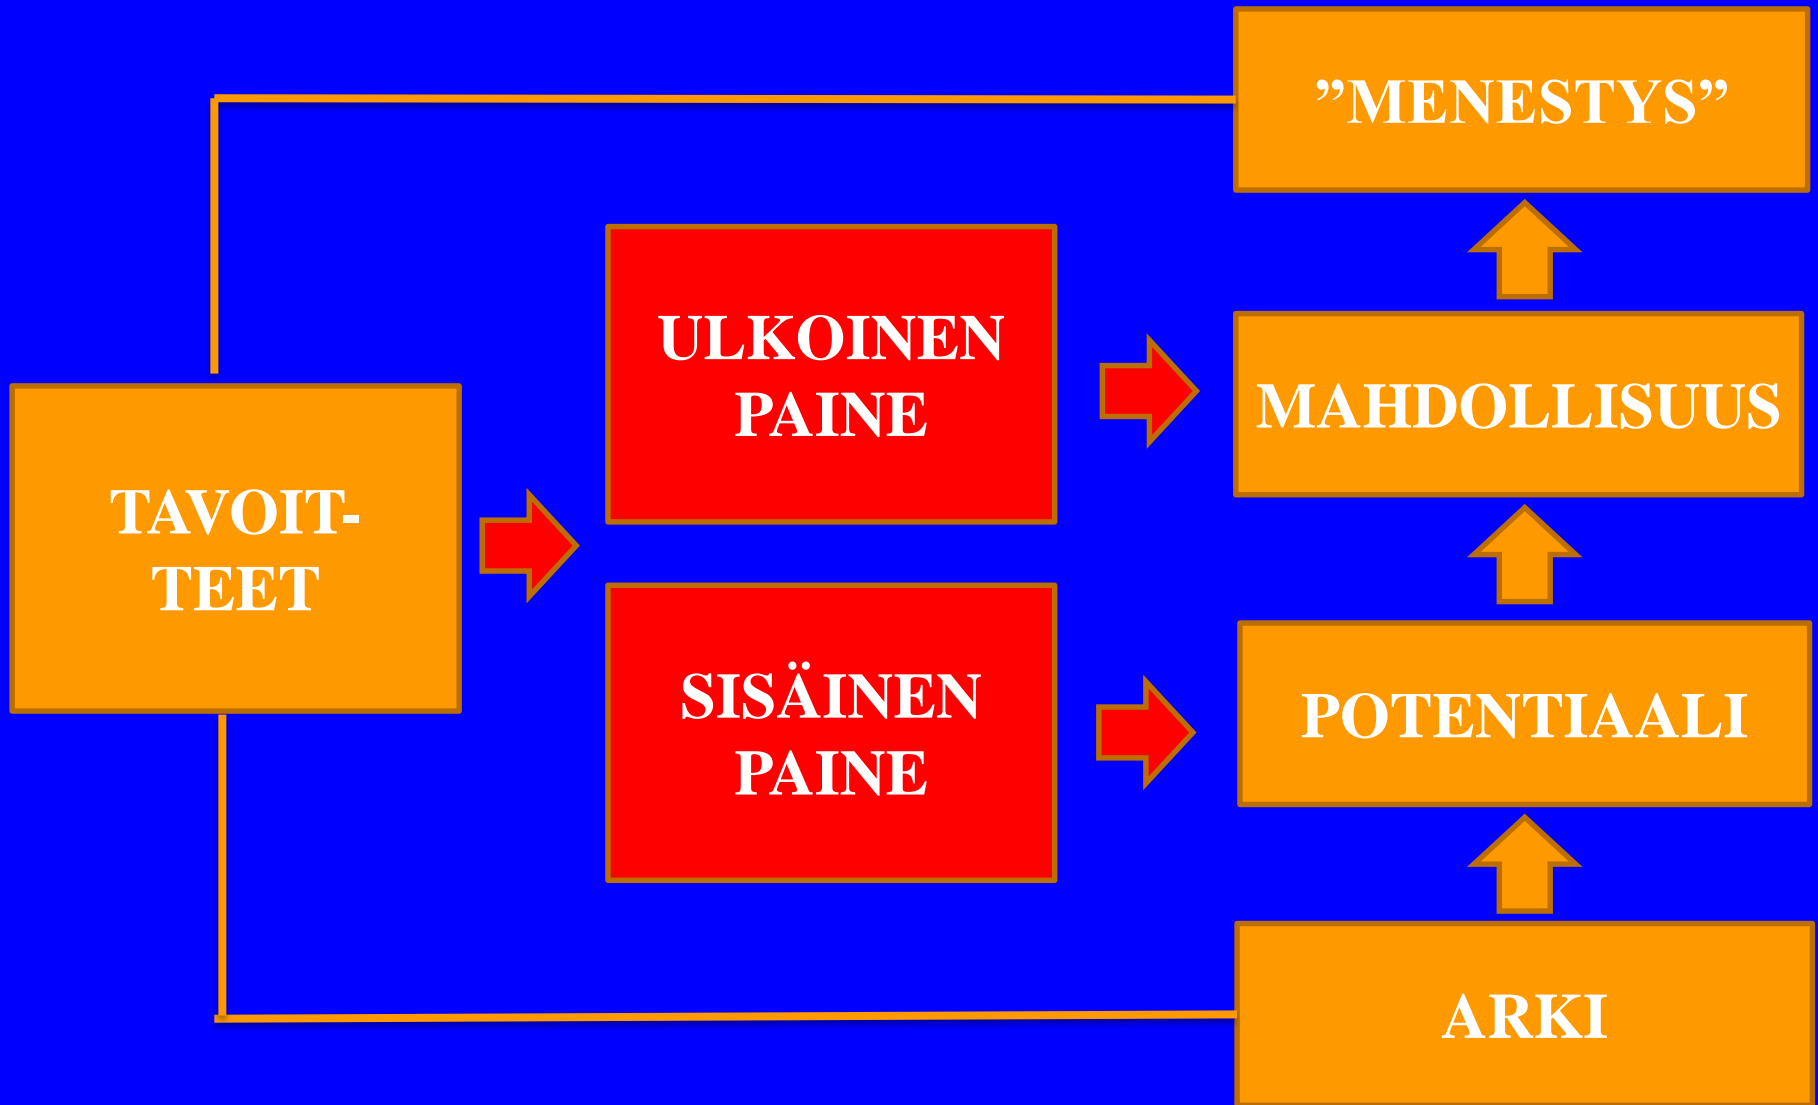 ”MENESTYS”
ULKOINEN
PAINE
MAHDOLLISUUS
TAVOIT-
TEET
SISÄINEN
PAINE
POTENTIAALI
ARKI